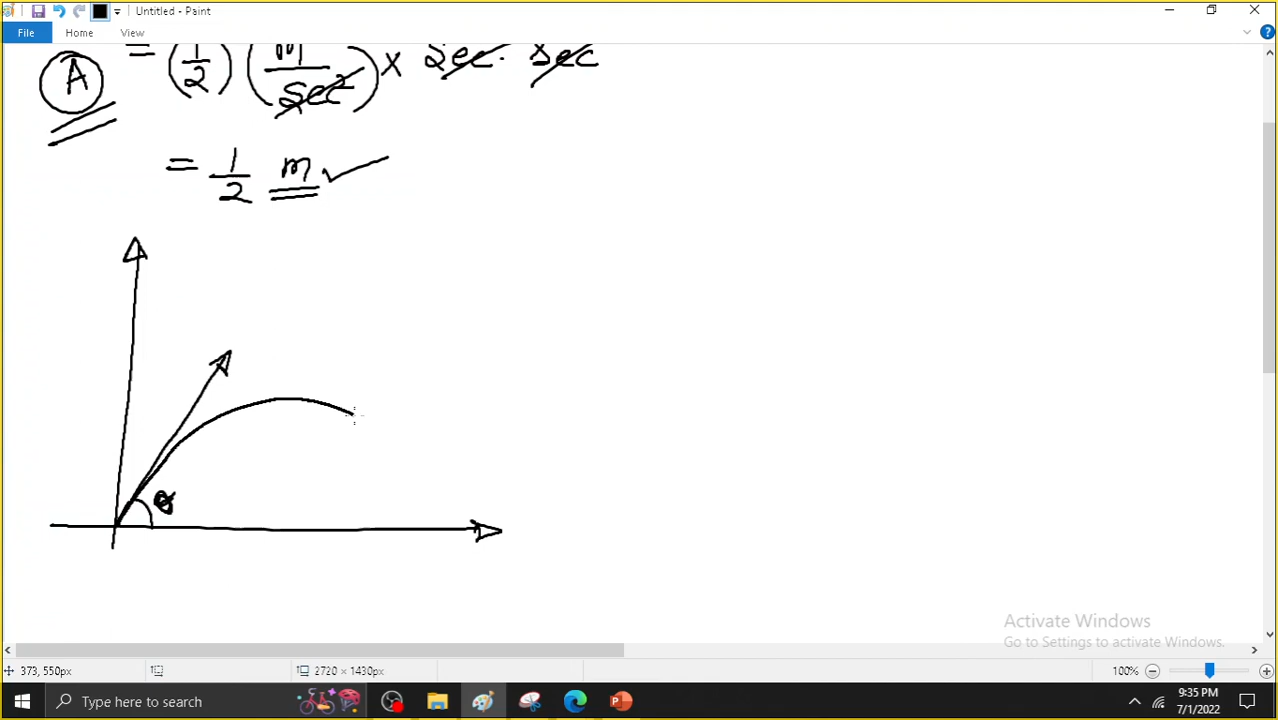 Untitled - Paint
File Home View
A = (1/2) (m/sec²) × sec · sec
= 1/2 m ✓
θ
Activate Windows
Go to Settings to activate Windows.
373, 550px 2720 × 1430px 100%
Type here to search
9:35 PM
7/1/2022